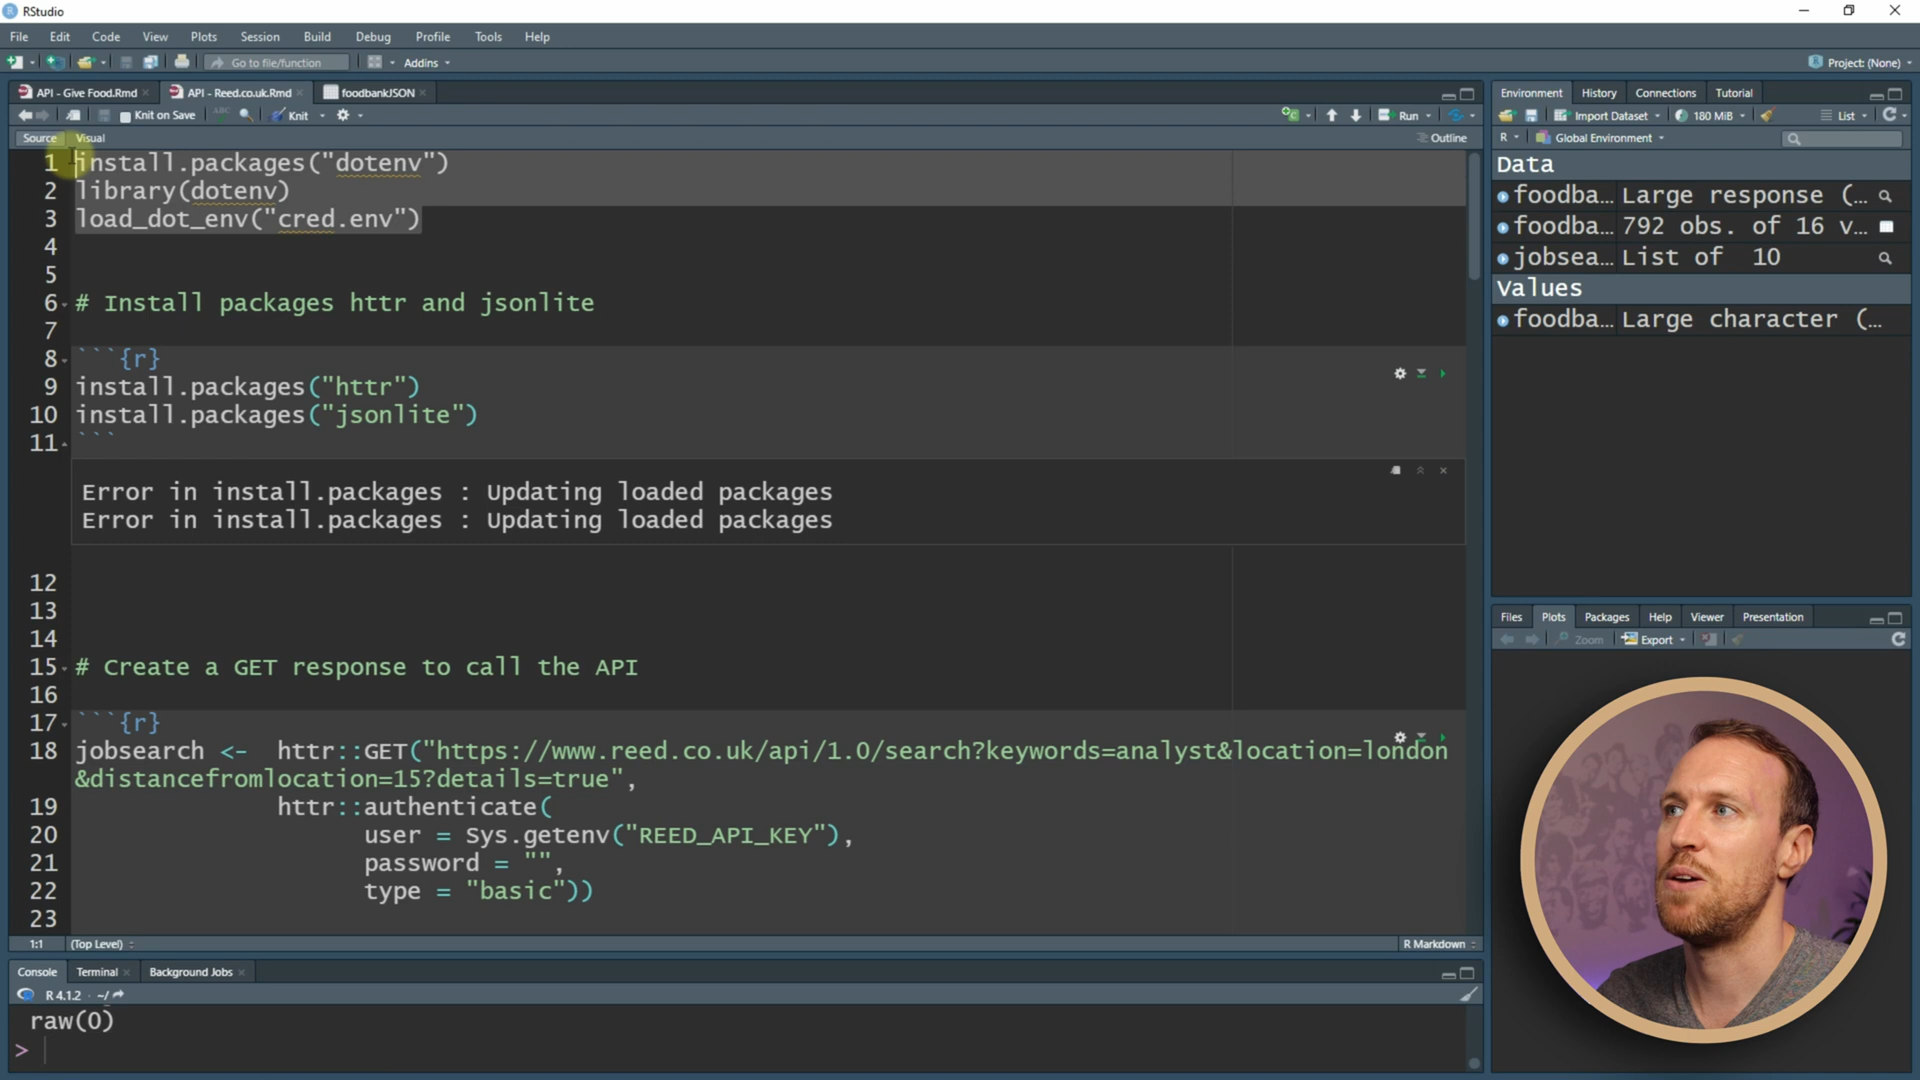 RStudio
File Edit Code View Plots Session Build Debug Profile Tools Help
Go to file/function Addins Project: (None)
API - Give Food.Rmd API - Reed.co.uk.Rmd foodbankJSON
Knit on Save Knit Run
Source Visual Outline
1 install.packages("dotenv")
2 library(dotenv)
3 load_dot_env("cred.env")
4
5
6 # Install packages httr and jsonlite
7
8 ```{r}
9 install.packages("httr")
10 install.packages("jsonlite")
11 ```
Error in install.packages : Updating loaded packages
Error in install.packages : Updating loaded packages
12
13
14
15 # Create a GET response to call the API
16
17 ```{r}
18 jobsearch <-  httr::GET("https://www.reed.co.uk/api/1.0/search?keywords=analyst&location=london
&distancefromlocation=15?details=true",
19 httr::authenticate(
20 user = Sys.getenv("REED_API_KEY"),
21 password = "",
22 type = "basic"))
23
1:1 (Top Level) R Markdown
Console Terminal Background Jobs
R 4.1.2 · ~/
raw(0)
>
Environment History Connections Tutorial
Import Dataset 180 MiB List
R Global Environment
Data
foodba… Large response (…
foodba… 792 obs. of 16 v…
jobsea… List of 10
Values
foodba… Large character (…
Files Plots Packages Help Viewer Presentation
Zoom Export